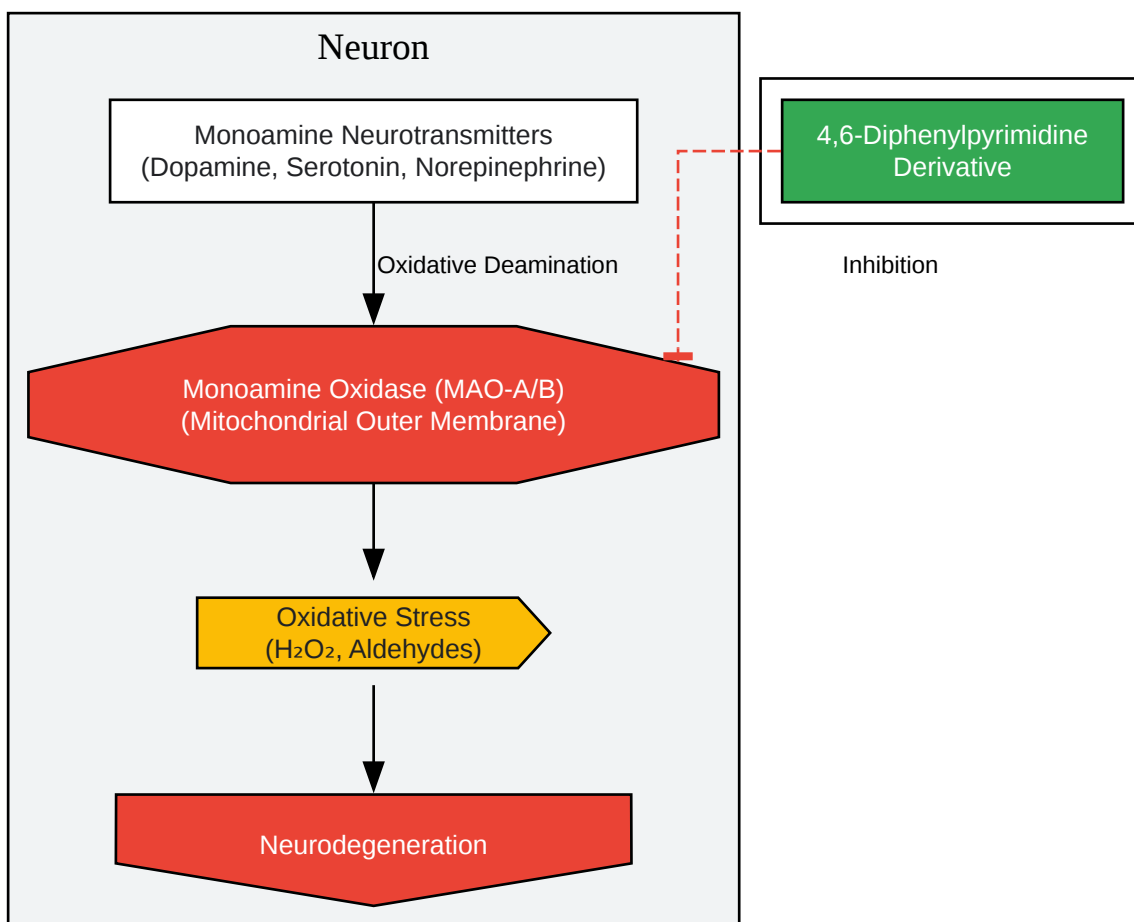 Neuron
Monoamine Neurotransmitters
(Dopamine, Serotonin, Norepinephrine)
4,6-Diphenylpyrimidine
Derivative
Oxidative Deamination
Inhibition
Monoamine Oxidase (MAO-A/B)
(Mitochondrial Outer Membrane)
Oxidative Stress
(H₂O₂, Aldehydes)
Neurodegeneration